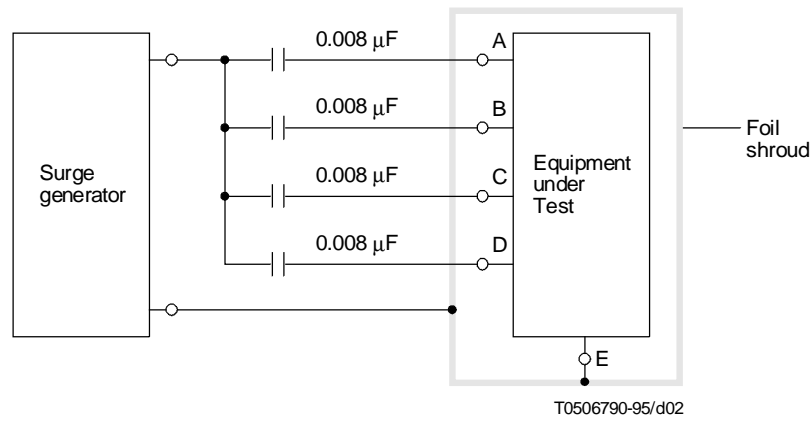 0.008 μF
A
0.008 μF
B
Foil
shroud
Surge
generator
0.008 μF
C
Equipment
under
Test
0.008 μF
D
E
T0506790-95/d02